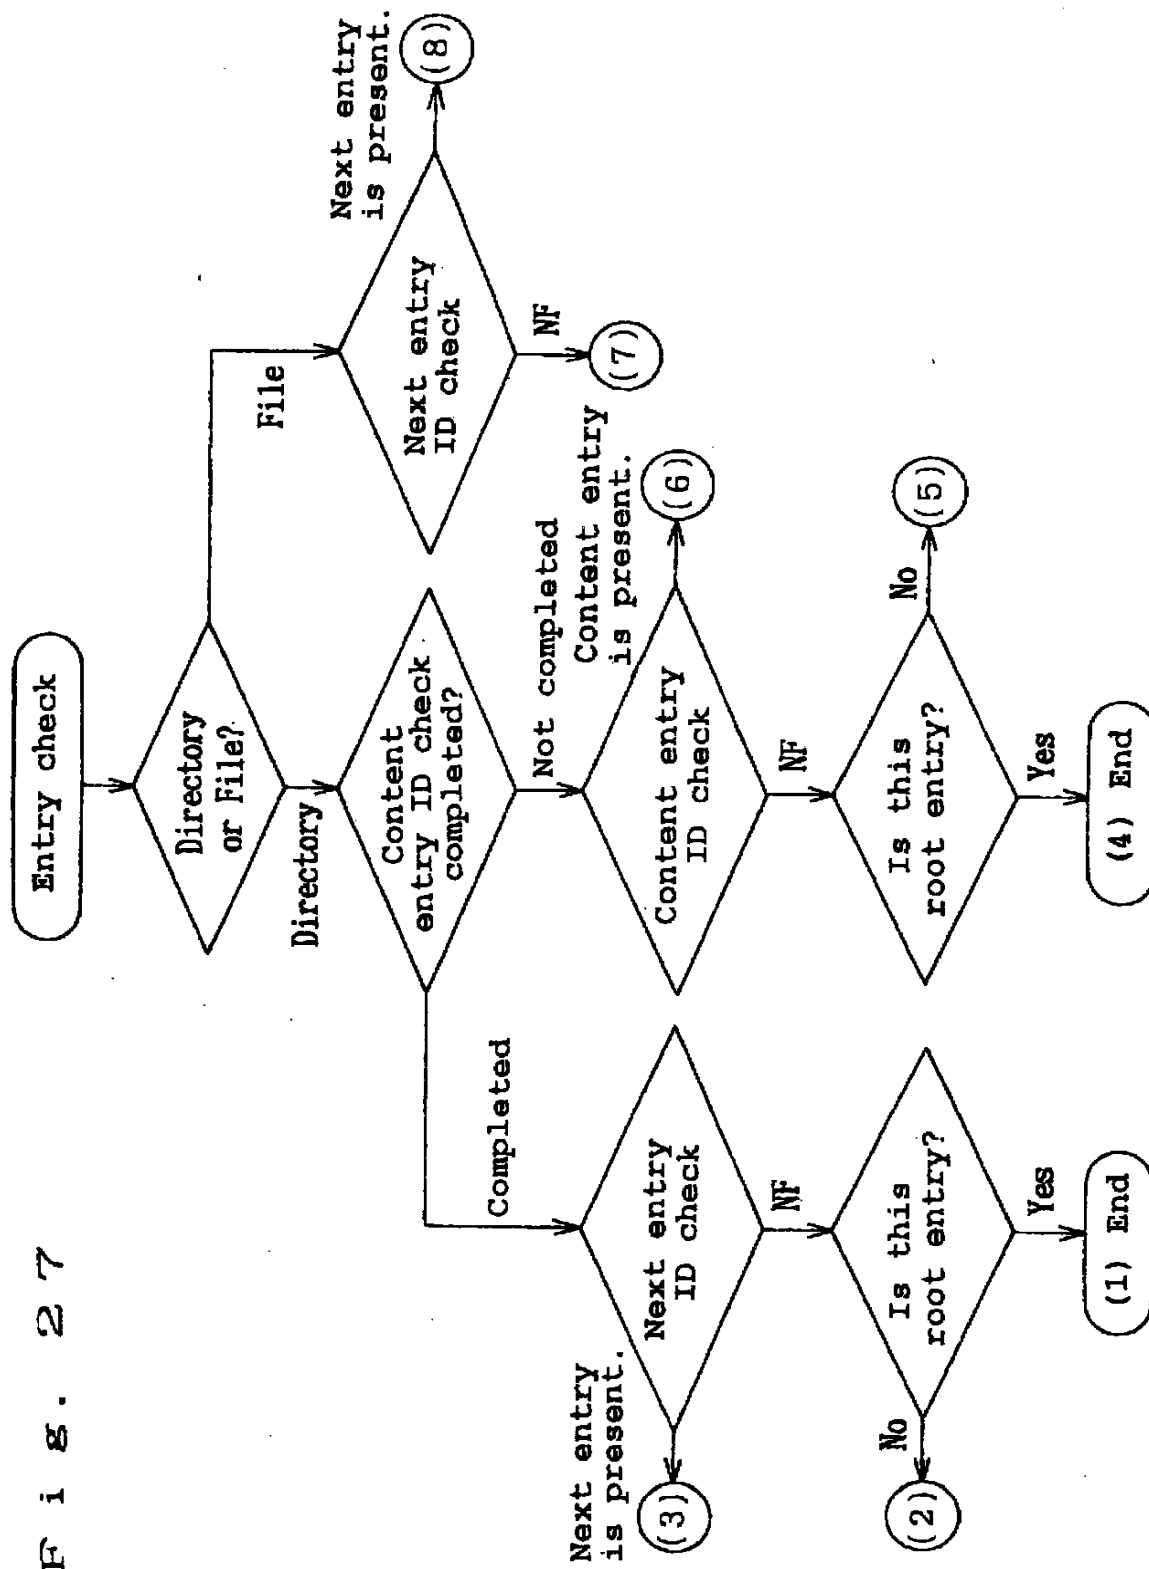 Fig. 27
Entry check
Directory
or File?
File
Directory
Next entry
ID check
Next entry
is present.
(8)
NF
(7)
Content
entry ID check
completed?
Completed
Not completed
Next entry
ID check
Next entry
is present.
(3)
NF
Content entry
ID check
Content entry
is present.
(6)
NF
Is this
root entry?
No
(2)
Yes
(1) End
Is this
root entry?
No
(5)
Yes
(4) End